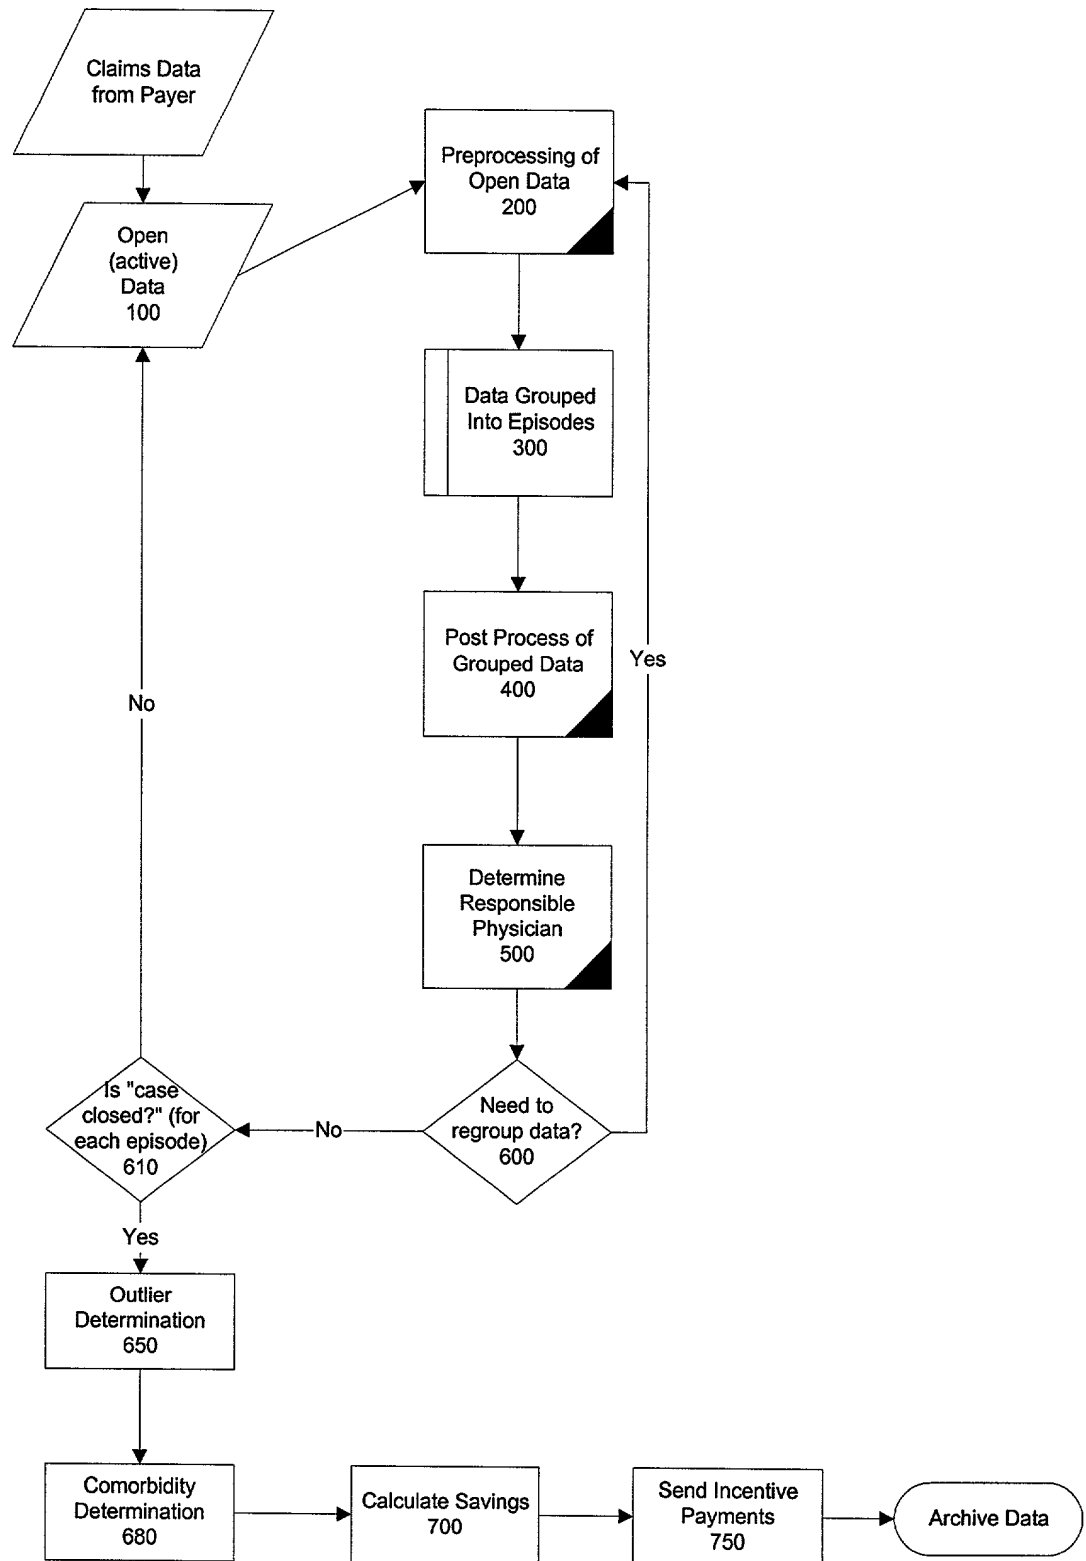 Claims Data
from Payer
Open
(active)
Data
100
Preprocessing of
Open Data
200
Data Grouped
Into Episodes
300
Post Process of
Grouped Data
400
Yes
No
Determine
Responsible
Physician
500
Need to
regroup data?
600
No
Is "case
closed?" (for
each episode)
610
Yes
Outlier
Determination
650
Comorbidity
Determination
680
Calculate Savings
700
Send Incentive
Payments
750
Archive Data